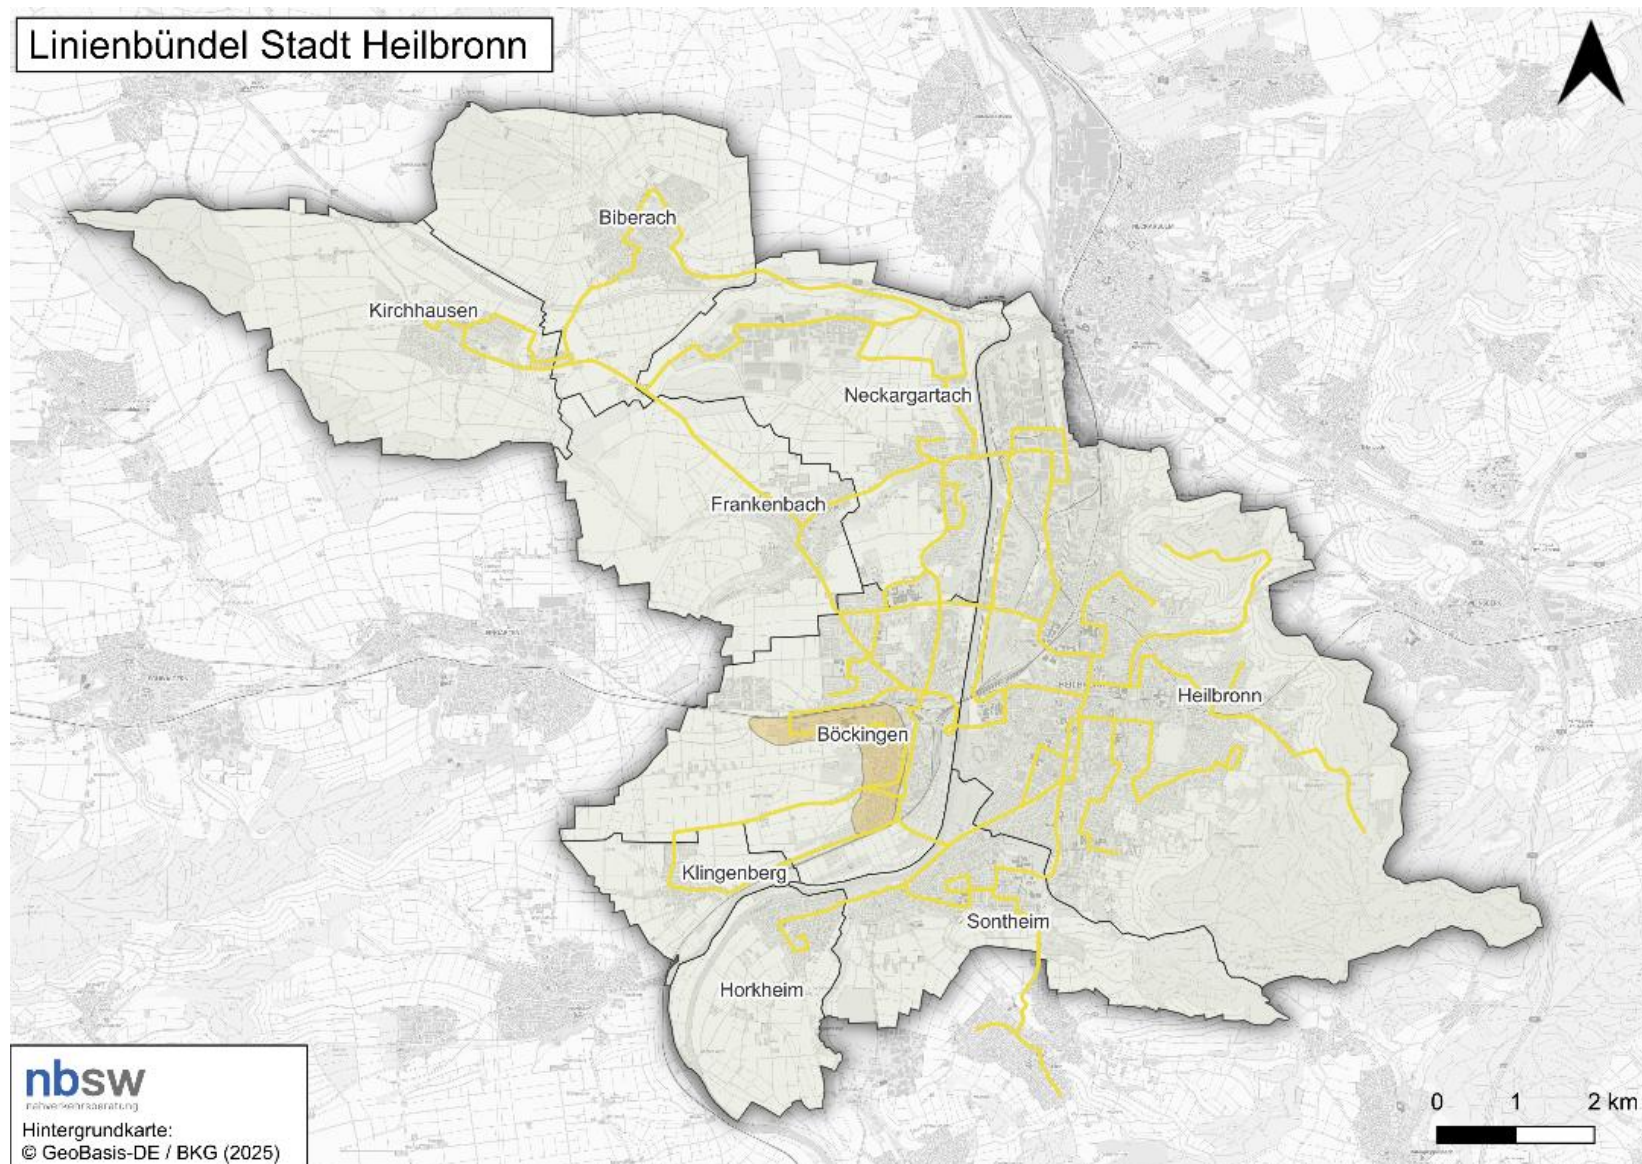 Linienbündel Stadt Heilbronn
Biberach
Kirchhausen
Neckargartach
Frankenbach
Heilbronn
Böckingen
Klingenberg
Sontheim
Horkheim
nbsw
nahverkehrsberatung
Hintergrundkarte:
© GeoBasis-DE / BKG (2025)
0 1 2 km